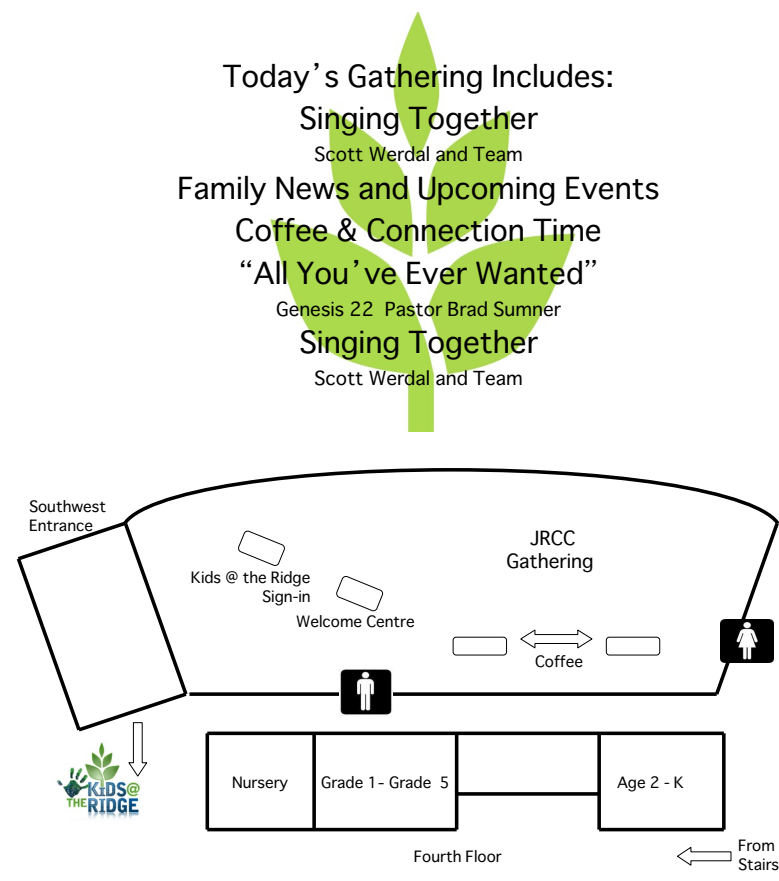 Today's Gathering Includes:
Singing Together
Scott Werdal and Team
Family News and Upcoming Events
Coffee & Connection Time
“All You've Ever Wanted”
Genesis 22  Pastor Brad Sumner
Singing Together
Scott Werdal and Team
Southwest
Entrance
JRCC
Gathering
Kids @ the Ridge
Sign-in
Welcome Centre
Coffee
KiDS@
THE RIDGE
Nursery
Grade 1- Grade 5
Age 2 - K
Fourth Floor
From
Stairs